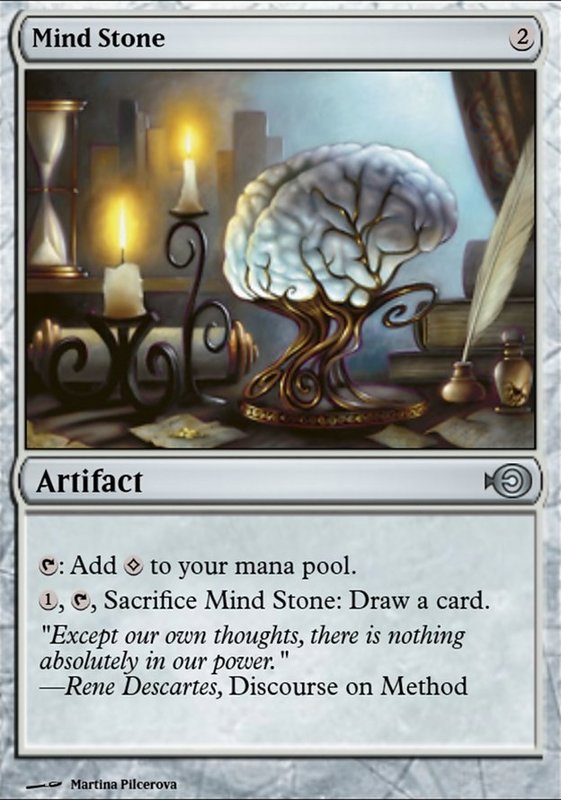 Mind Stone 2
Artifact
: Add to your mana pool.
1, , Sacrifice Mind Stone: Draw a card.
"Except our own thoughts, there is nothing
absolutely in our power."
—Rene Descartes, Discourse on Method
Martina Pilcerova